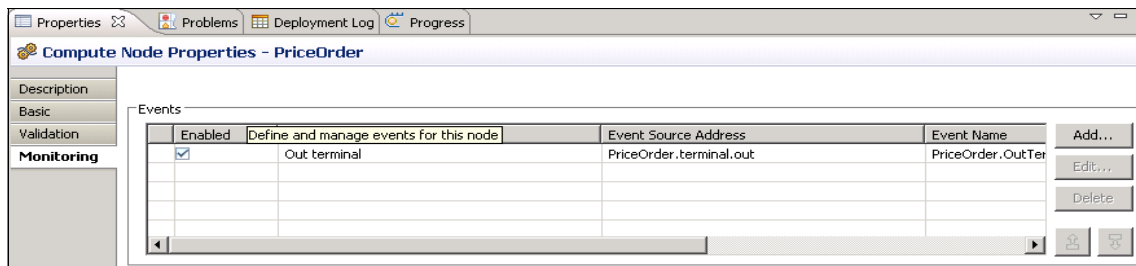 Properties Problems Deployment Log Progress
Compute Node Properties - PriceOrder
Description
Basic
Validation
Monitoring
Events
Enabled Define and manage events for this node Event Source Address Event Name
Out terminal PriceOrder.terminal.out PriceOrder.OutTer
Add...
Edit...
Delete